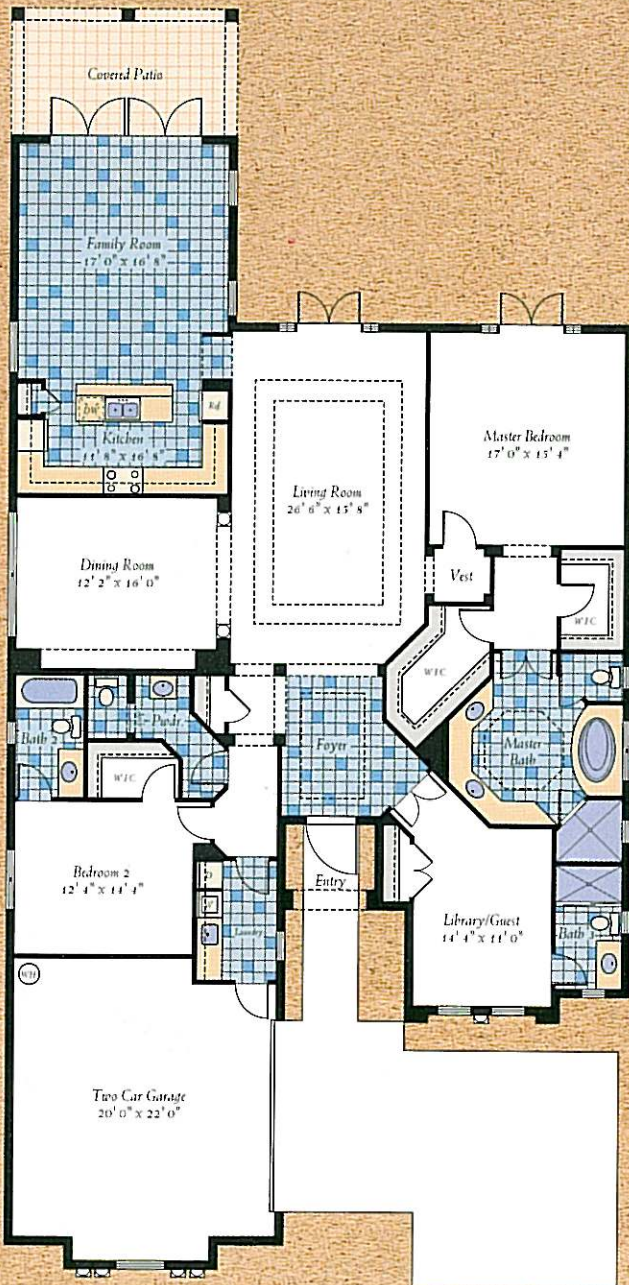 Covered Patio
Family Room
17'0" x 16'8"
DW
Rf
Kitchen
11'8" x 16'8"
Living Room
26'6" x 15'8"
Master Bedroom
17'0" x 15'4"
Dining Room
12'2" x 16'0"
Vest
WIC
WIC
Bath 2
Pwdr.
WIC
Foyer
Master
Bath
Bedroom 2
12'4" x 14'4"
D
Entry
Laundry
Library/Guest
14'4" x 11'0"
Bath 3
WH
Two Car Garage
20'0" x 22'0"